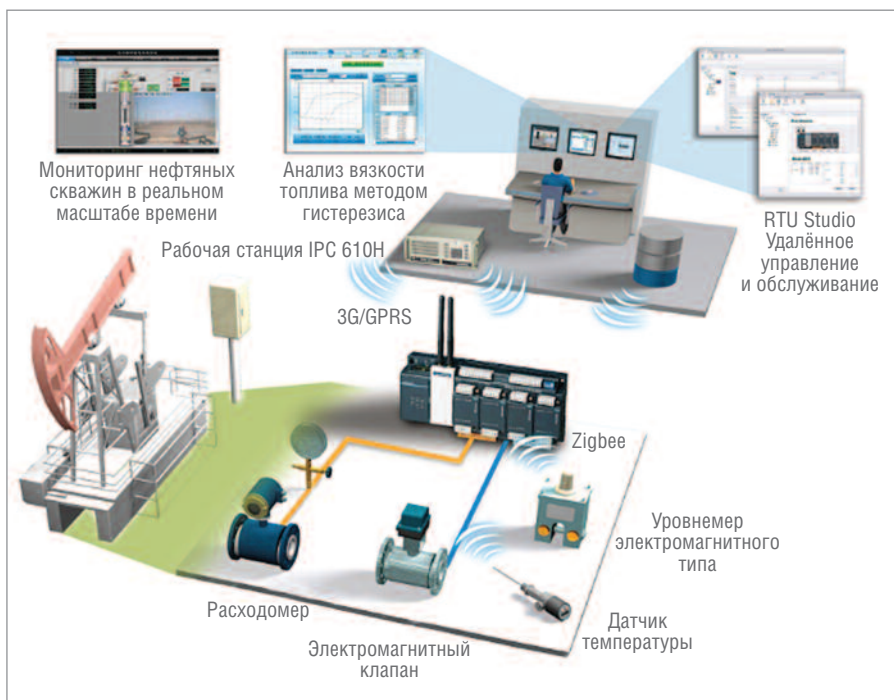 Мониторинг нефтяных
скважин в реальном
масштабе времени
Анализ вязкости
топлива методом
гистерезиса
RTU Studio
Удалённое
управление
и обслуживание
Рабочая станция IPC 610H
3G/GPRS
Zigbee
Уровнемер
электромагнитного
типа
Расходомер
Электромагнитный
клапан
Датчик
температуры